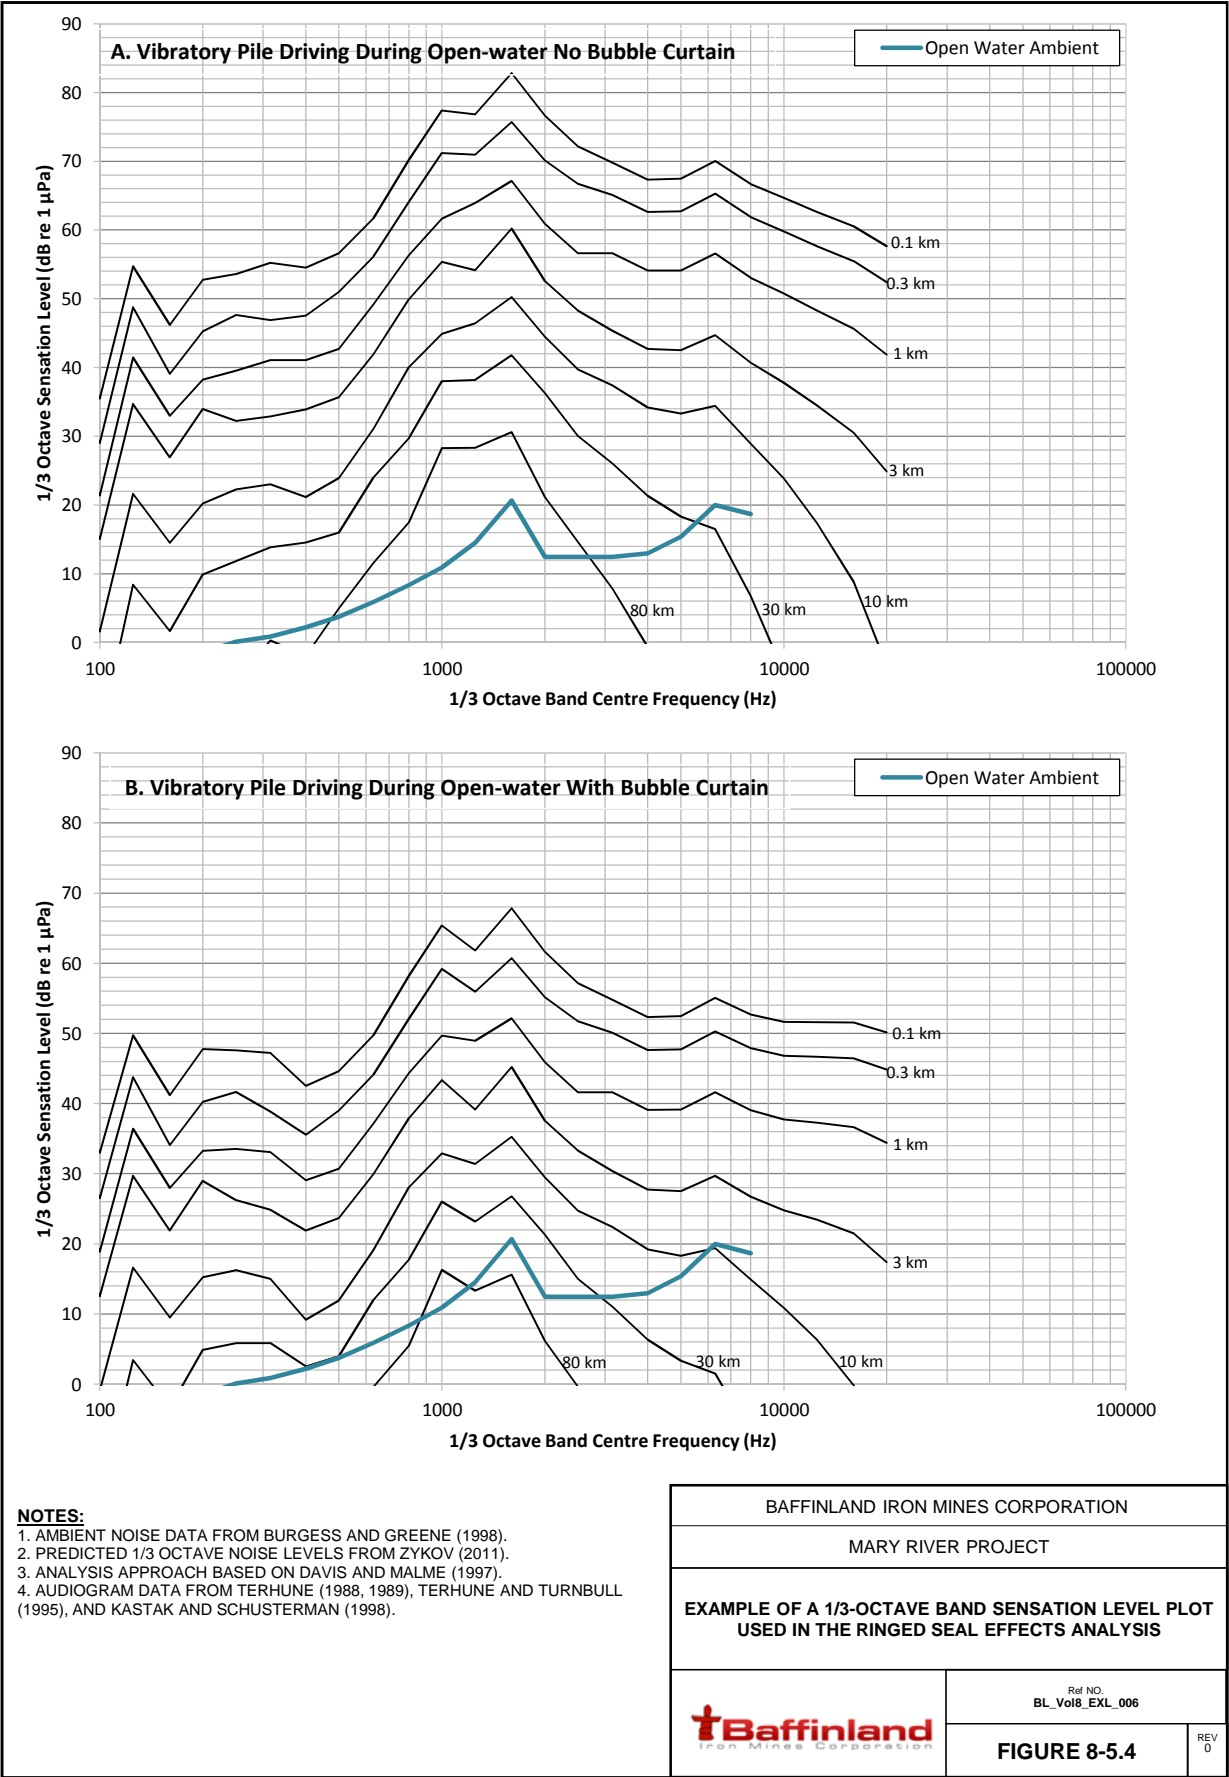 A. Vibratory Pile Driving During Open-water No Bubble Curtain
Open Water Ambient
1/3 Octave Sensation Level (dB re 1 µPa)
90
80
70
60
50
40
30
20
10
0
0.1 km
0.3 km
1 km
3 km
10 km
30 km
80 km
100
1000
10000
100000
1/3 Octave Band Centre Frequency (Hz)
B. Vibratory Pile Driving During Open-water With Bubble Curtain
Open Water Ambient
1/3 Octave Sensation Level (dB re 1 µPa)
90
80
70
60
50
40
30
20
10
0
0.1 km
0.3 km
1 km
3 km
10 km
30 km
80 km
100
1000
10000
100000
1/3 Octave Band Centre Frequency (Hz)
NOTES:
1. AMBIENT NOISE DATA FROM BURGESS AND GREENE (1998).
2. PREDICTED 1/3 OCTAVE NOISE LEVELS FROM ZYKOV (2011).
3. ANALYSIS APPROACH BASED ON DAVIS AND MALME (1997).
4. AUDIOGRAM DATA FROM TERHUNE (1988, 1989), TERHUNE AND TURNBULL
(1995), AND KASTAK AND SCHUSTERMAN (1998).
BAFFINLAND IRON MINES CORPORATION
MARY RIVER PROJECT
EXAMPLE OF A 1/3-OCTAVE BAND SENSATION LEVEL PLOT
USED IN THE RINGED SEAL EFFECTS ANALYSIS
Baffinland
Iron Mines Corporation
Ref NO.
BL_Vol8_EXL_006
FIGURE 8-5.4
REV
0